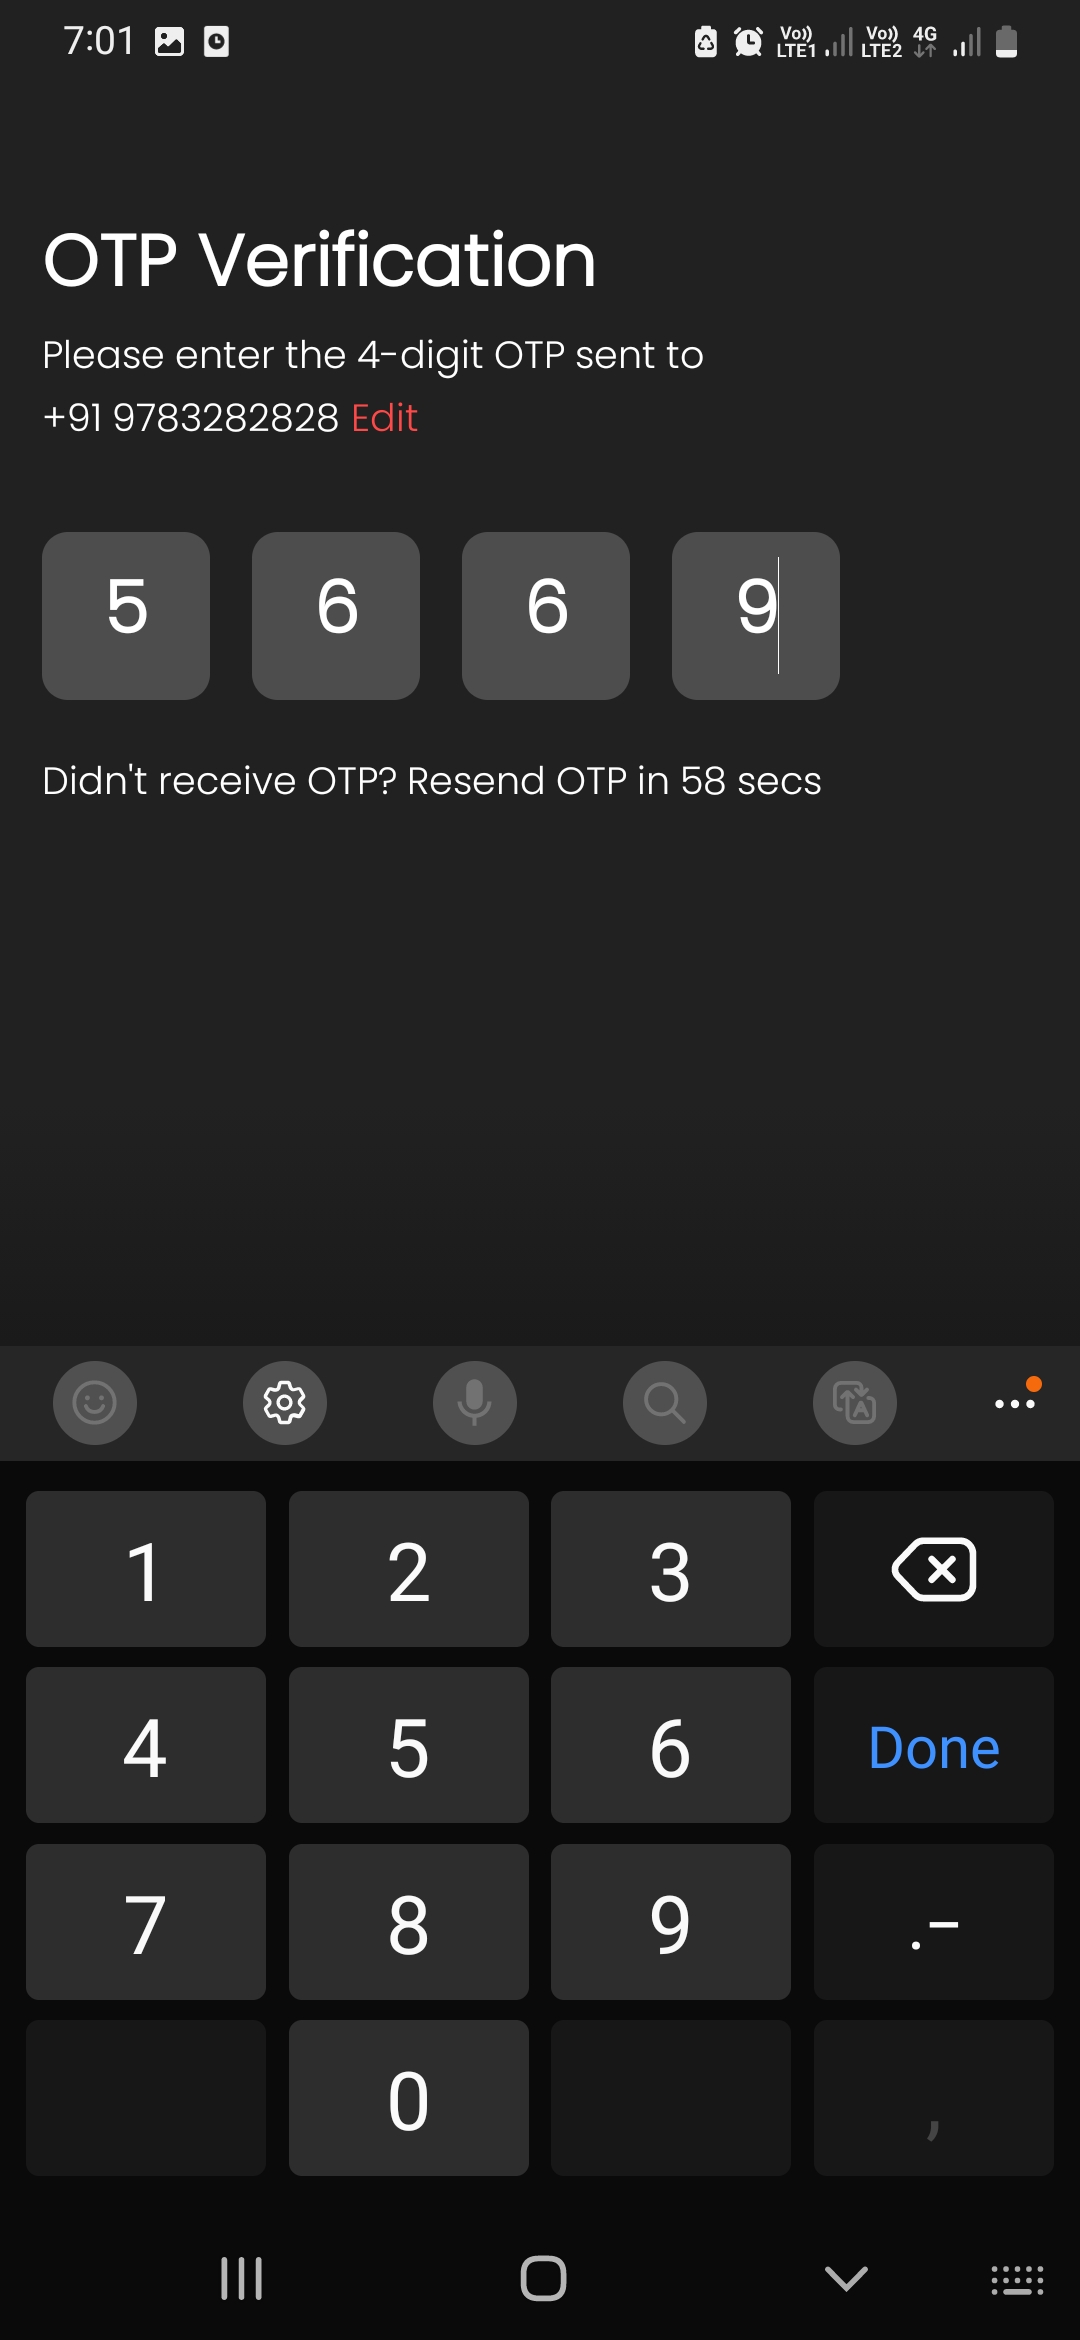 7:01
Vo)) LTE1 Vo)) LTE2 4G
OTP Verification
Please enter the 4-digit OTP sent to
+91 9783282828 Edit
5 6 6 9
Didn't receive OTP? Resend OTP in 58 secs
1 2 3
4 5 6 Done
7 8 9 .-
0 ,